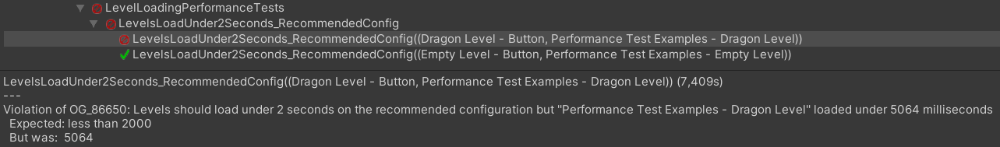 LevelLoadingPerformanceTests
LevelsLoadUnder2Seconds_RecommendedConfig
LevelsLoadUnder2Seconds_RecommendedConfig((Dragon Level - Button, Performance Test Examples - Dragon Level))
LevelsLoadUnder2Seconds_RecommendedConfig((Empty Level - Button, Performance Test Examples - Empty Level))
LevelsLoadUnder2Seconds_RecommendedConfig((Dragon Level - Button, Performance Test Examples - Dragon Level)) (7,409s)
---
Violation of OG_86650: Levels should load under 2 seconds on the recommended configuration but "Performance Test Examples - Dragon Level" loaded under 5064 milliseconds
Expected: less than 2000
But was:  5064